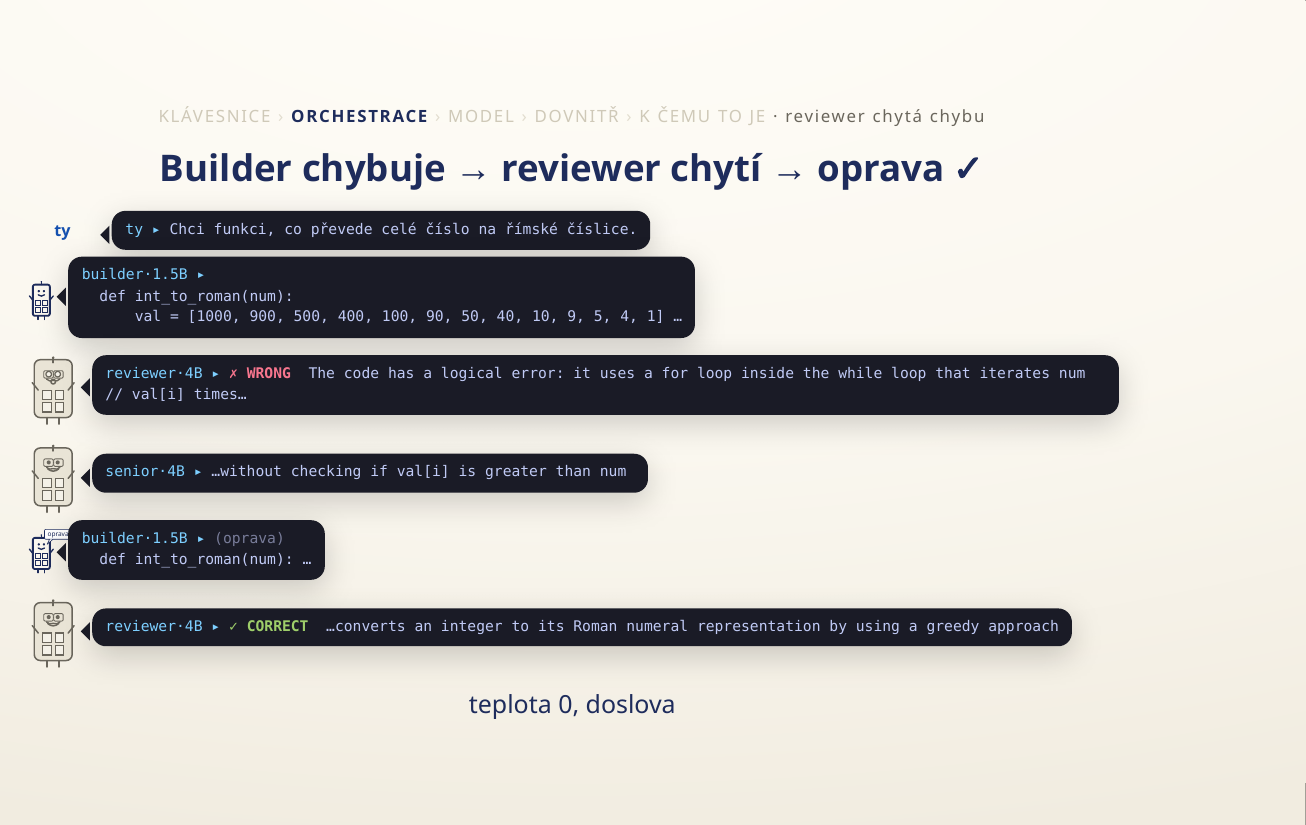 KLÁVESNICE › ORCHESTRACE › MODEL › DOVNITŘ › K ČEMU TO JE · reviewer chytá chybu
Builder chybuje → reviewer chytí → oprava ✓
ty
ty ▸ Chci funkci, co převede celé číslo na římské číslice.
builder·1.5B ▸
def int_to_roman(num):
val = [1000, 900, 500, 400, 100, 90, 50, 40, 10, 9, 5, 4, 1] …
reviewer·4B ▸ ✗ WRONG The code has a logical error: it uses a for loop inside the while loop that iterates num
// val[i] times…
senior·4B ▸ …without checking if val[i] is greater than num
oprava
builder·1.5B ▸ (oprava)
def int_to_roman(num): …
reviewer·4B ▸ ✓ CORRECT …converts an integer to its Roman numeral representation by using a greedy approach
teplota 0, doslova